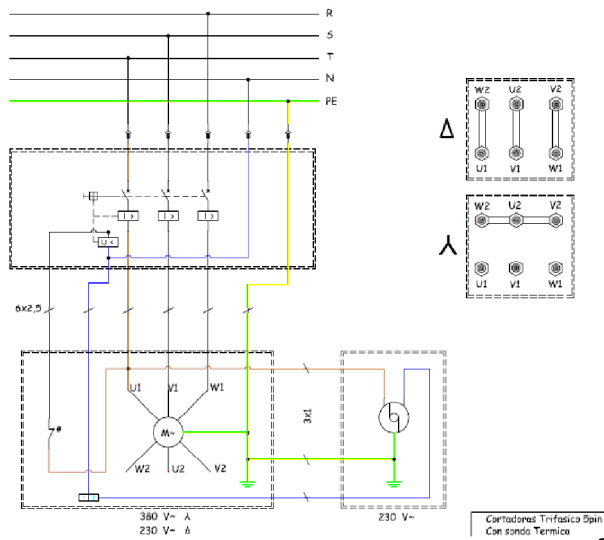 R
S
T
N
PE
W2 U2 V2
U1 V1 W1
W2 U2 V2
U1 V1 W1
I> I> I>
U<
6x2,5
U1 V1 W1
3x1
θ
M~
W2 U2 V2
380 V~ ⅄
230 V~ Δ
230 V~
Cortadoras Trifasico 5pin
Con sonda Termica